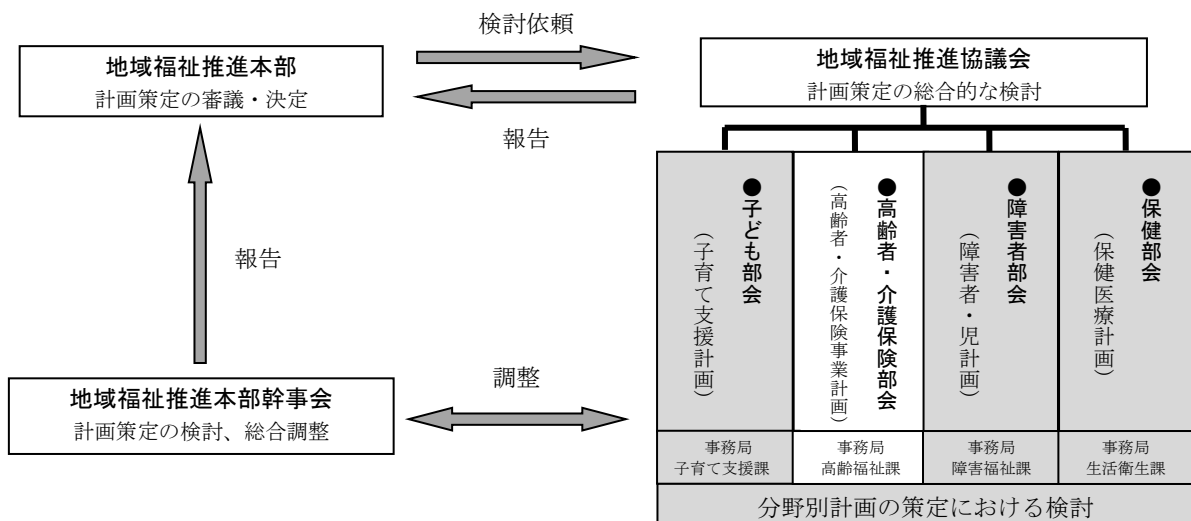 検討依頼
地域福祉推進本部
計画策定の審議・決定
地域福祉推進協議会
計画策定の総合的な検討
報告
報告
●子ども部会
（子育て支援計画）
●高齢者・介護保険部会
（高齢者・介護保険事業計画）
●障害者部会
（障害者・児計画）
●保健部会
（保健医療計画）
地域福祉推進本部幹事会
計画策定の検討、総合調整
調整
事務局
子育て支援課
事務局
高齢福祉課
事務局
障害福祉課
事務局
生活衛生課
分野別計画の策定における検討